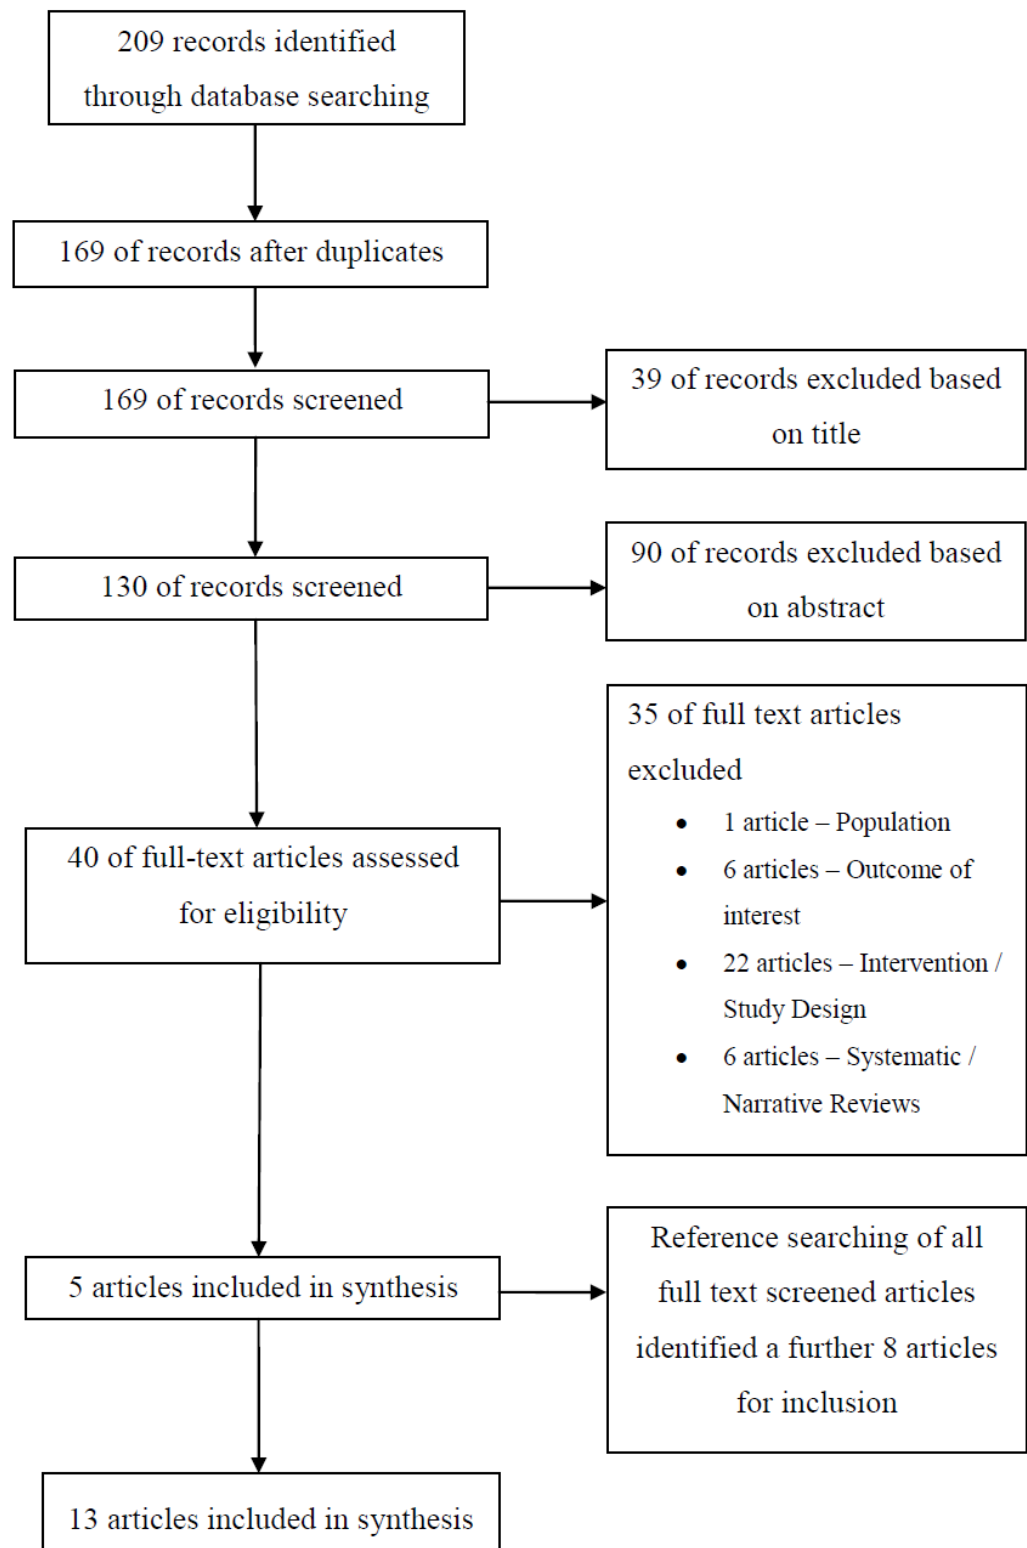 209 records identified
through database searching
169 of records after duplicates
169 of records screened
39 of records excluded based
on title
130 of records screened
90 of records excluded based
on abstract
40 of full-text articles assessed
for eligibility
35 of full text articles
excluded
• 1 article – Population
• 6 articles – Outcome of
interest
• 22 articles – Intervention /
Study Design
• 6 articles – Systematic /
Narrative Reviews
5 articles included in synthesis
Reference searching of all
full text screened articles
identified a further 8 articles
for inclusion
13 articles included in synthesis